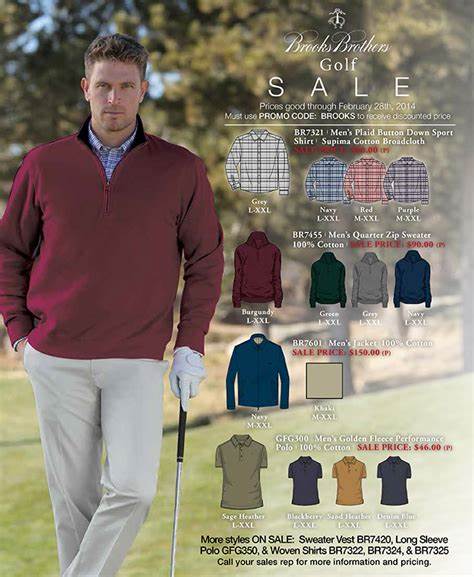 Brooks Brothers
Golf
SALE
Prices good through February 28th, 2014
Must use PROMO CODE: BROOKS to receive discounted price
BR7321 | Men's Plaid Button Down Sport
Shirt | Supima Cotton Broadcloth
SALE PRICE: (P)
Grey
L-XXL
Navy
L-XXL
Red
M-XXL
Purple
M-XXL
BR7455 | Men's Quarter Zip Sweater
100% Cotton | SALE PRICE: $90.00 (P)
Burgundy
L-XXL
Green
L-XXL
Grey
L-XXL
Navy
L-XXL
BR7601 | Men's Jacket 100% Cotton
SALE PRICE: $150.00 (P)
Navy
M-XXL
Khaki
M-XXL
GFG300 | Men's Golden Fleece Performance
Polo | 100% Cotton | SALE PRICE: $46.00 (P)
Sage Heather
L-XXL
Blackberry
L-XXL
Sand Heather
L-XXL
Denim Blue
L-XXL
More styles ON SALE: Sweater Vest BR7420, Long Sleeve
Polo GFG350, & Woven Shirts BR7322, BR7324, & BR7325
Call your sales rep for more information and pricing.